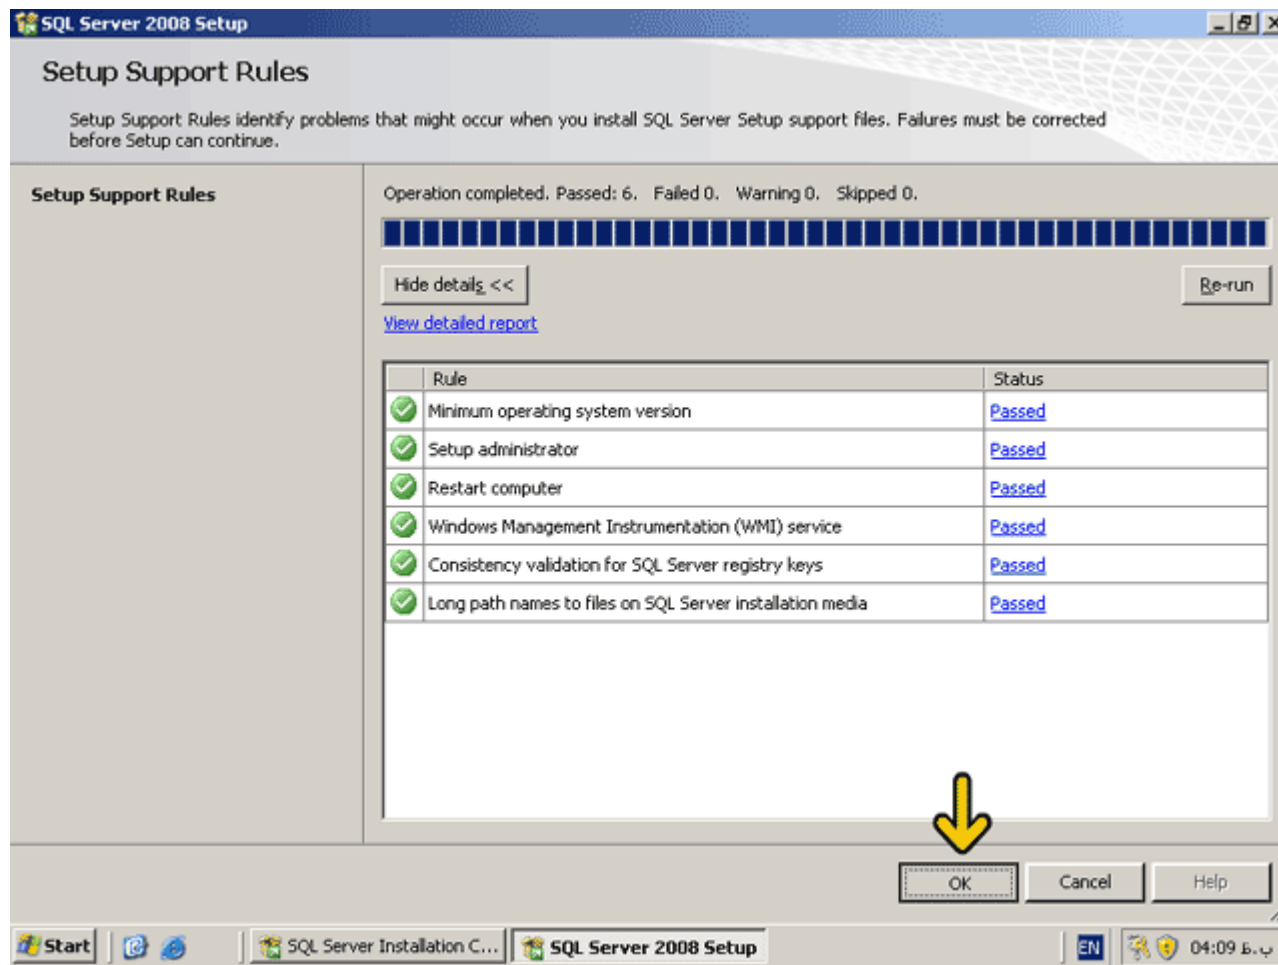 SQL Server 2008 Setup
Setup Support Rules
Setup Support Rules identify problems that might occur when you install SQL Server Setup support files. Failures must be corrected
before Setup can continue.
Setup Support Rules
Operation completed. Passed: 6. Failed 0. Warning 0. Skipped 0.
Hide details <<
Re-run
View detailed report
Rule Status
Minimum operating system version Passed
Setup administrator Passed
Restart computer Passed
Windows Management Instrumentation (WMI) service Passed
Consistency validation for SQL Server registry keys Passed
Long path names to files on SQL Server installation media Passed
OK Cancel Help
Start SQL Server Installation C... SQL Server 2008 Setup EN 04:09 ب.ظ